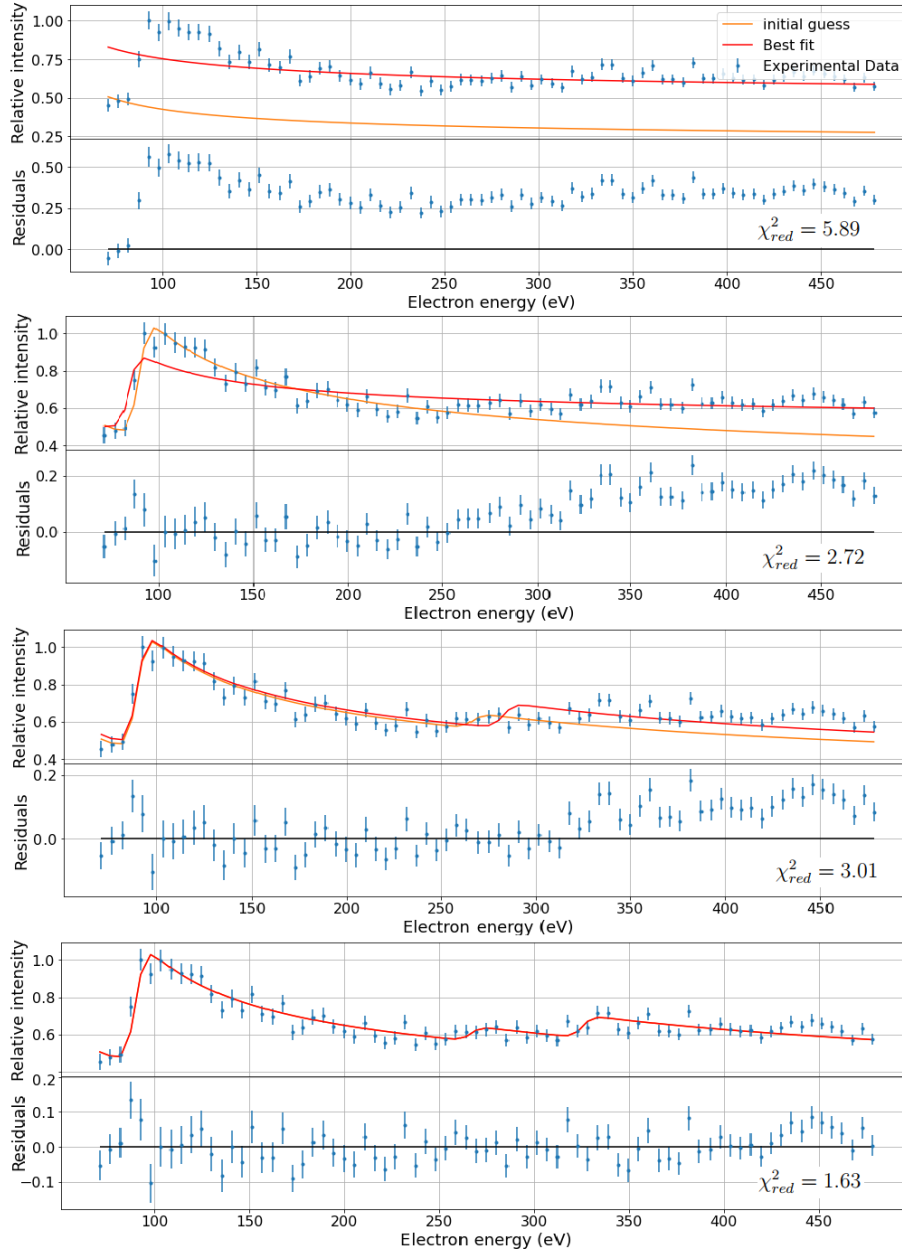 Relative intensity
1.00
0.75
0.50
0.25
initial guess
Best fit
Experimental Data
Residuals
0.50
0.25
0.00
χ²red = 5.89
100 150 200 250 300 350 400 450
Electron energy (eV)
Relative intensity
1.0
0.8
0.6
0.4
Residuals
0.2
0.0
χ²red = 2.72
100 150 200 250 300 350 400 450
Electron energy (eV)
Relative intensity
1.0
0.8
0.6
0.4
Residuals
0.2
0.0
χ²red = 3.01
100 150 200 250 300 350 400 450
Electron energy (eV)
Relative intensity
1.0
0.8
0.6
Residuals
0.2
0.1
0.0
−0.1
χ²red = 1.63
100 150 200 250 300 350 400 450
Electron energy (eV)